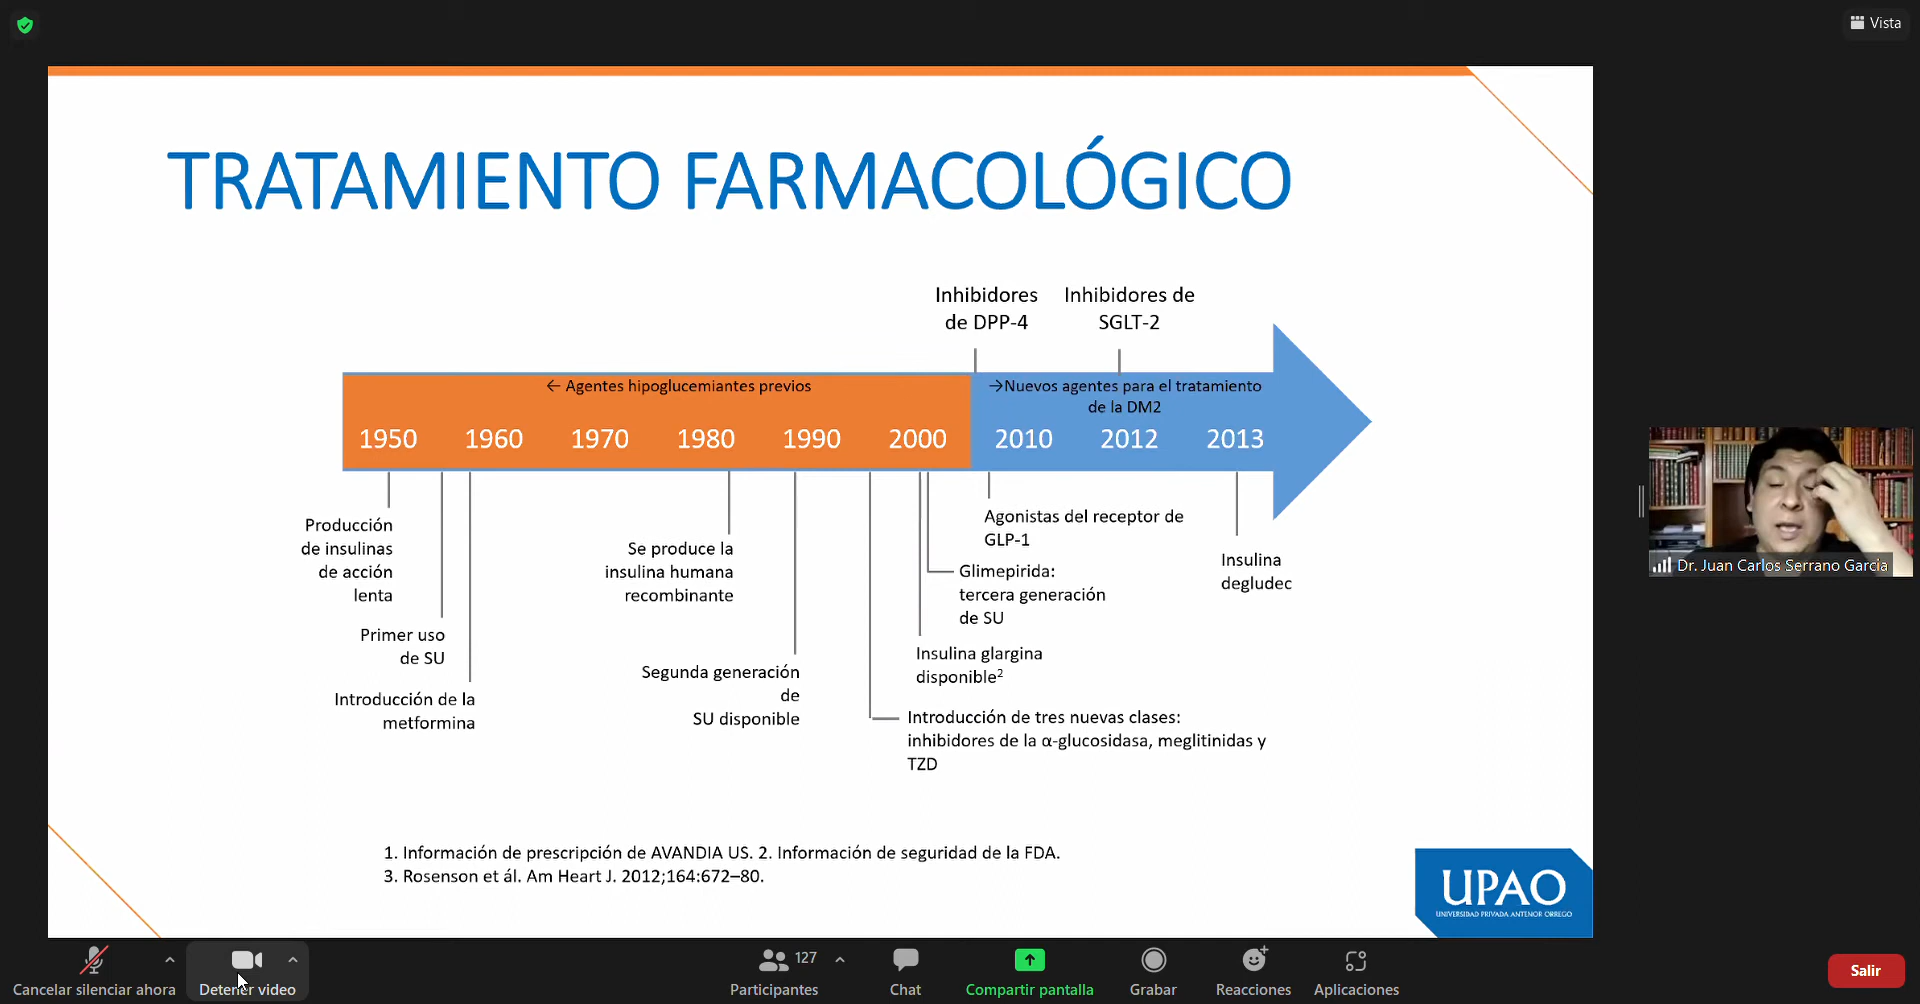 Vista
TRATAMIENTO FARMACOLÓGICO
Inhibidores
de DPP-4
Inhibidores de
SGLT-2
← Agentes hipoglucemiantes previos
→Nuevos agentes para el tratamiento
de la DM2
1950 1960 1970 1980 1990 2000 2010 2012 2013
Producción
de insulinas
de acción
lenta
Primer uso
de SU
Introducción de la
metformina
Se produce la
insulina humana
recombinante
Segunda generación
de
SU disponible
Agonistas del receptor de
GLP-1
Glimepirida:
tercera generación
de SU
Insulina glargina
disponible²
Introducción de tres nuevas clases:
inhibidores de la α-glucosidasa, meglitinidas y
TZD
Insulina
degludec
1. Información de prescripción de AVANDIA US. 2. Información de seguridad de la FDA.
3. Rosenson et ál. Am Heart J. 2012;164:672–80.
UPAO
UNIVERSIDAD PRIVADA ANTENOR ORREGO
Dr. Juan Carlos Serrano Garcia
Cancelar silenciar ahora
Detener video
127
Participantes
Chat
Compartir pantalla
Grabar
Reacciones
Aplicaciones
Salir